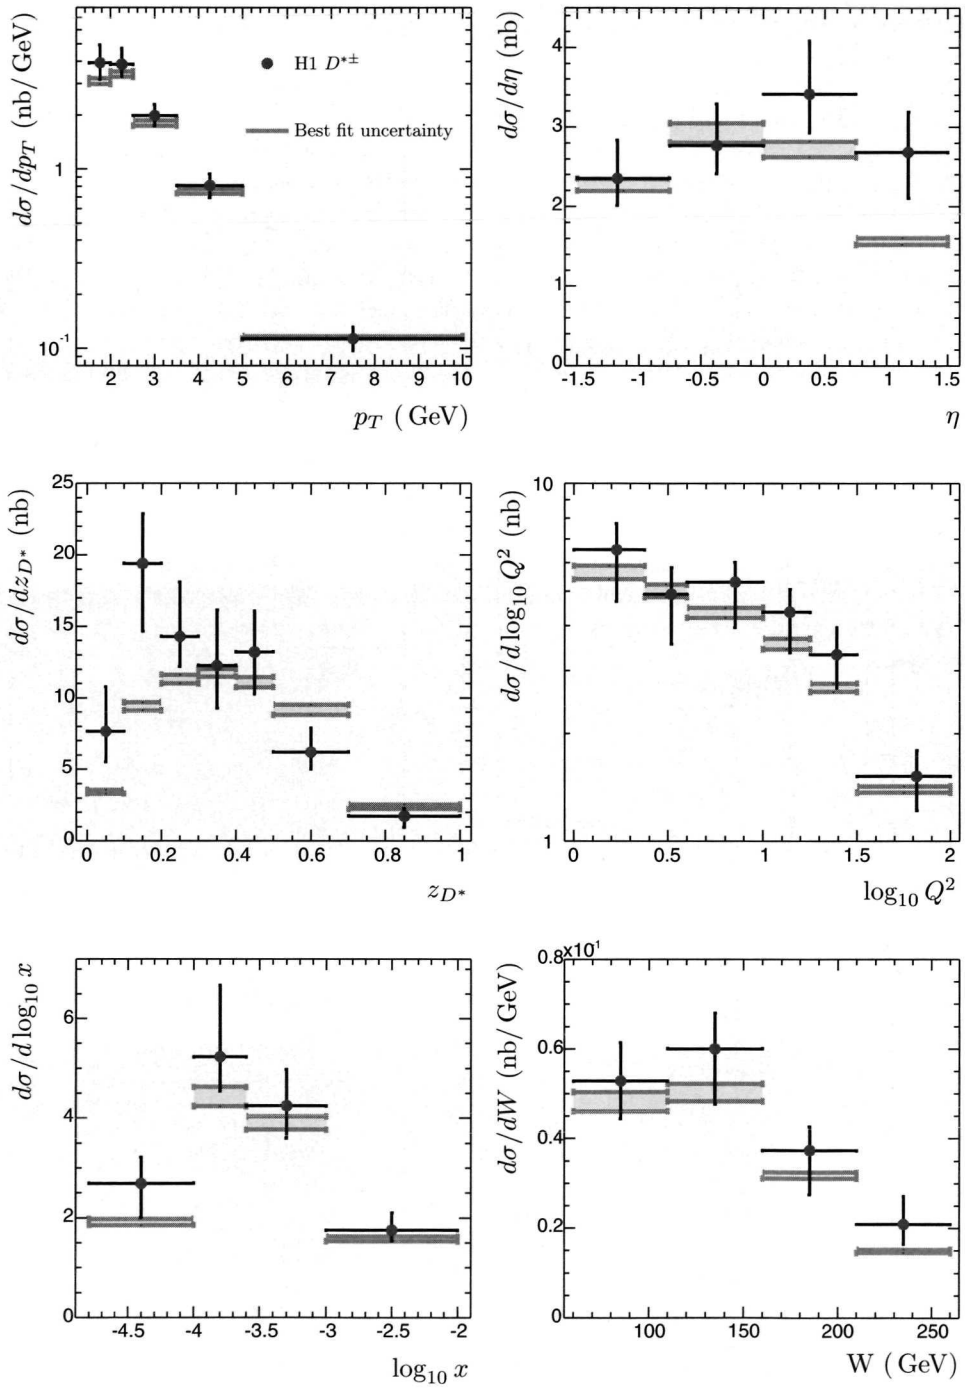 dσ/dp_T (nb/GeV)
H1 D*±
Best fit uncertainty
1
10⁻¹
2 3 4 5 6 7 8 9 10
p_T (GeV)
dσ/dη (nb)
4
3
2
1
0
-1.5 -1 -0.5 0 0.5 1 1.5
η
dσ/dz_D* (nb)
25
20
15
10
5
0
0 0.2 0.4 0.6 0.8 1
z_D*
dσ/d log₁₀ Q² (nb)
10
1
0 0.5 1 1.5 2
log₁₀ Q²
dσ/d log₁₀ x
6
4
2
0
-4.5 -4 -3.5 -3 -2.5 -2
log₁₀ x
dσ/dW (nb/GeV)
0.8
x10⁻¹
0.6
0.4
0.2
0
100 150 200 250
W (GeV)